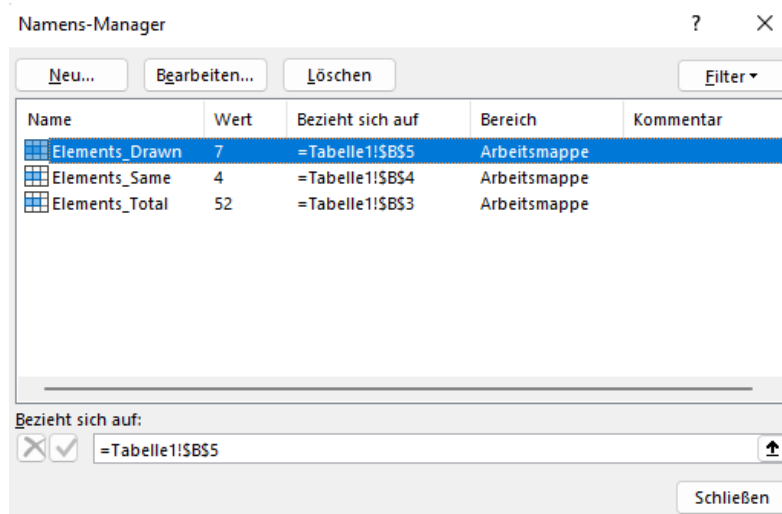 Namens-Manager ? ×
Neu... Bearbeiten... Löschen Filter
Name Wert Bezieht sich auf Bereich Kommentar
Elements_Drawn 7 =Tabelle1!$B$5 Arbeitsmappe
Elements_Same 4 =Tabelle1!$B$4 Arbeitsmappe
Elements_Total 52 =Tabelle1!$B$3 Arbeitsmappe
Bezieht sich auf:
=Tabelle1!$B$5
Schließen